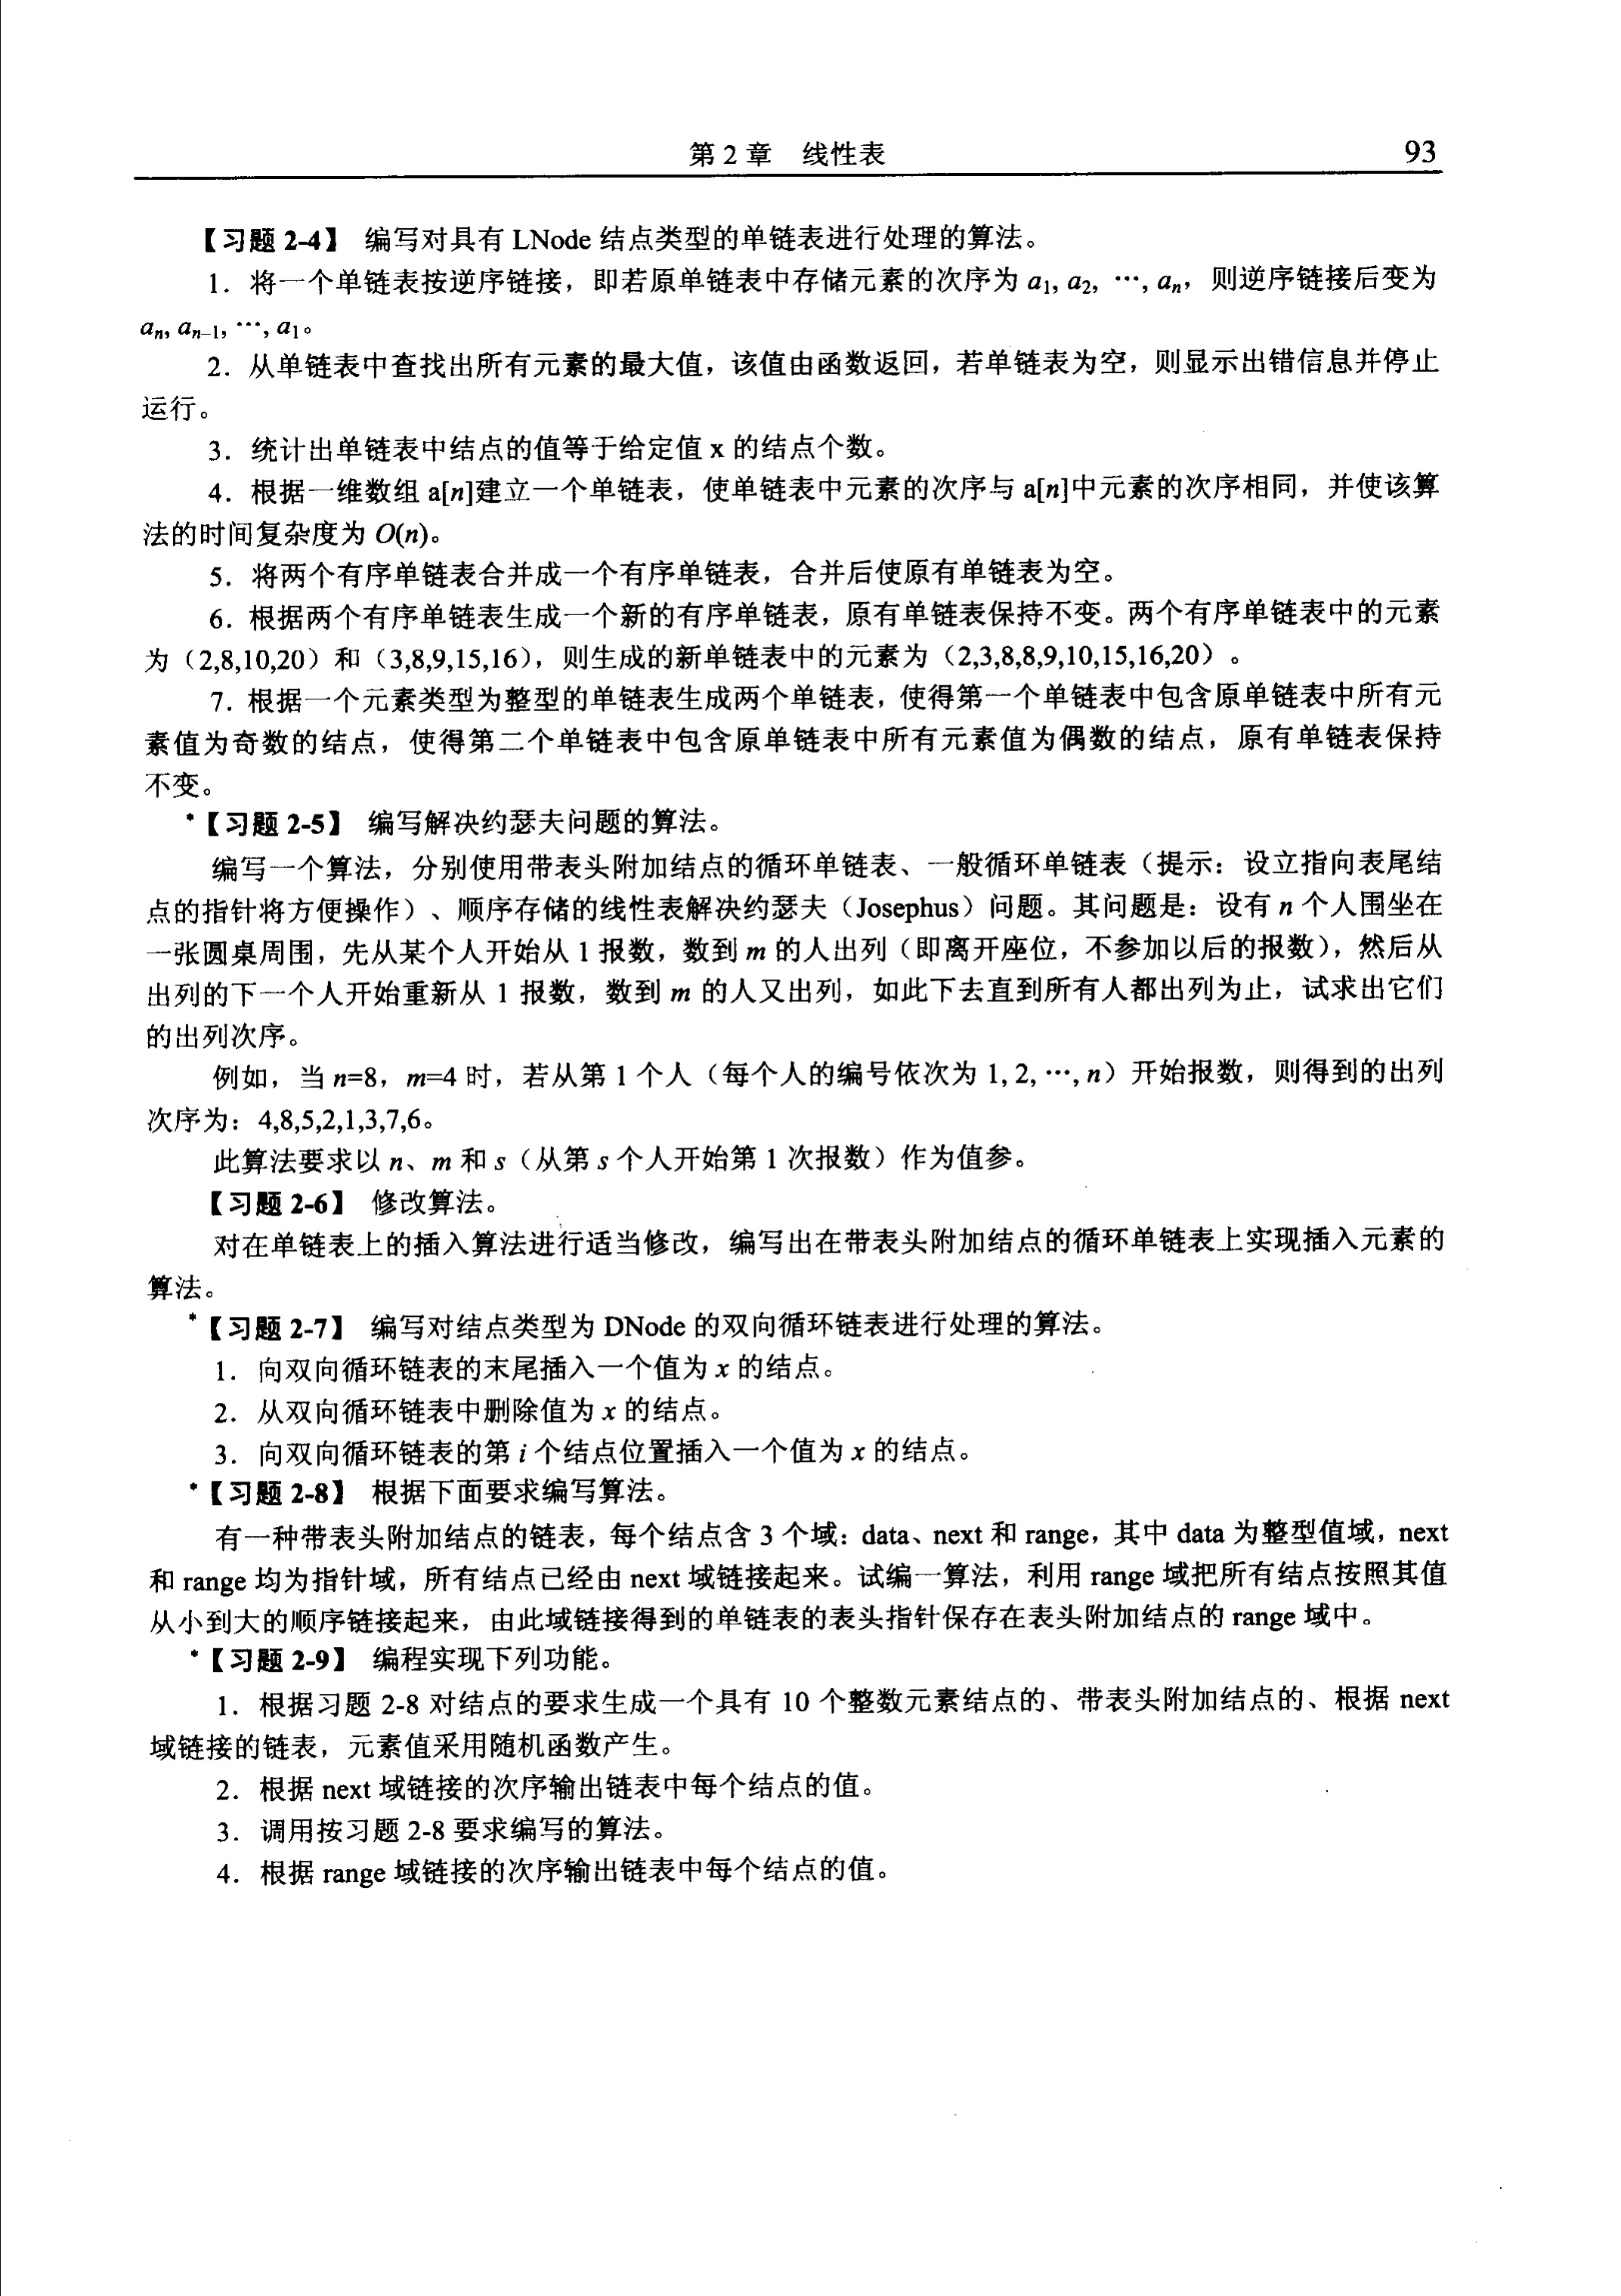 第 2 章 线性表 93
【习题 2-4】 编写对具有 LNode 结点类型的单链表进行处理的算法。
1．将一个单链表按逆序链接，即若原单链表中存储元素的次序为 a1, a2, …, an，则逆序链接后变为
an, an−1, …, a1。
2．从单链表中查找出所有元素的最大值，该值由函数返回，若单链表为空，则显示出错信息并停止
运行。
3．统计出单链表中结点的值等于给定值 x 的结点个数。
4．根据一维数组 a[n]建立一个单链表，使单链表中元素的次序与 a[n]中元素的次序相同，并使该算
法的时间复杂度为 O(n)。
5．将两个有序单链表合并成一个有序单链表，合并后使原有单链表为空。
6．根据两个有序单链表生成一个新的有序单链表，原有单链表保持不变。两个有序单链表中的元素
为（2,8,10,20）和（3,8,9,15,16），则生成的新单链表中的元素为（2,3,8,8,9,10,15,16,20）。
7．根据一个元素类型为整型的单链表生成两个单链表，使得第一个单链表中包含原单链表中所有元
素值为奇数的结点，使得第二个单链表中包含原单链表中所有元素值为偶数的结点，原有单链表保持
不变。
*【习题 2-5】 编写解决约瑟夫问题的算法。
编写一个算法，分别使用带表头附加结点的循环单链表、一般循环单链表（提示：设立指向表尾结
点的指针将方便操作）、顺序存储的线性表解决约瑟夫（Josephus）问题。其问题是：设有 n 个人围坐在
一张圆桌周围，先从某个人开始从 1 报数，数到 m 的人出列（即离开座位，不参加以后的报数），然后从
出列的下一个人开始重新从 1 报数，数到 m 的人又出列，如此下去直到所有人都出列为止，试求出它们
的出列次序。
例如，当 n=8，m=4 时，若从第 1 个人（每个人的编号依次为 1, 2, …, n）开始报数，则得到的出列
次序为：4,8,5,2,1,3,7,6。
此算法要求以 n、m 和 s（从第 s 个人开始第 1 次报数）作为值参。
【习题 2-6】 修改算法。
对在单链表上的插入算法进行适当修改，编写出在带表头附加结点的循环单链表上实现插入元素的
算法。
*【习题 2-7】 编写对结点类型为 DNode 的双向循环链表进行处理的算法。
1．向双向循环链表的末尾插入一个值为 x 的结点。
2．从双向循环链表中删除值为 x 的结点。
3．向双向循环链表的第 i 个结点位置插入一个值为 x 的结点。
*【习题 2-8】 根据下面要求编写算法。
有一种带表头附加结点的链表，每个结点含 3 个域：data、next 和 range，其中 data 为整型值域，next
和 range 均为指针域，所有结点已经由 next 域链接起来。试编一算法，利用 range 域把所有结点按照其值
从小到大的顺序链接起来，由此域链接得到的单链表的表头指针保存在表头附加结点的 range 域中。
*【习题 2-9】 编程实现下列功能。
1．根据习题 2-8 对结点的要求生成一个具有 10 个整数元素结点的、带表头附加结点的、根据 next
域链接的链表，元素值采用随机函数产生。
2．根据 next 域链接的次序输出链表中每个结点的值。
3．调用按习题 2-8 要求编写的算法。
4．根据 range 域链接的次序输出链表中每个结点的值。